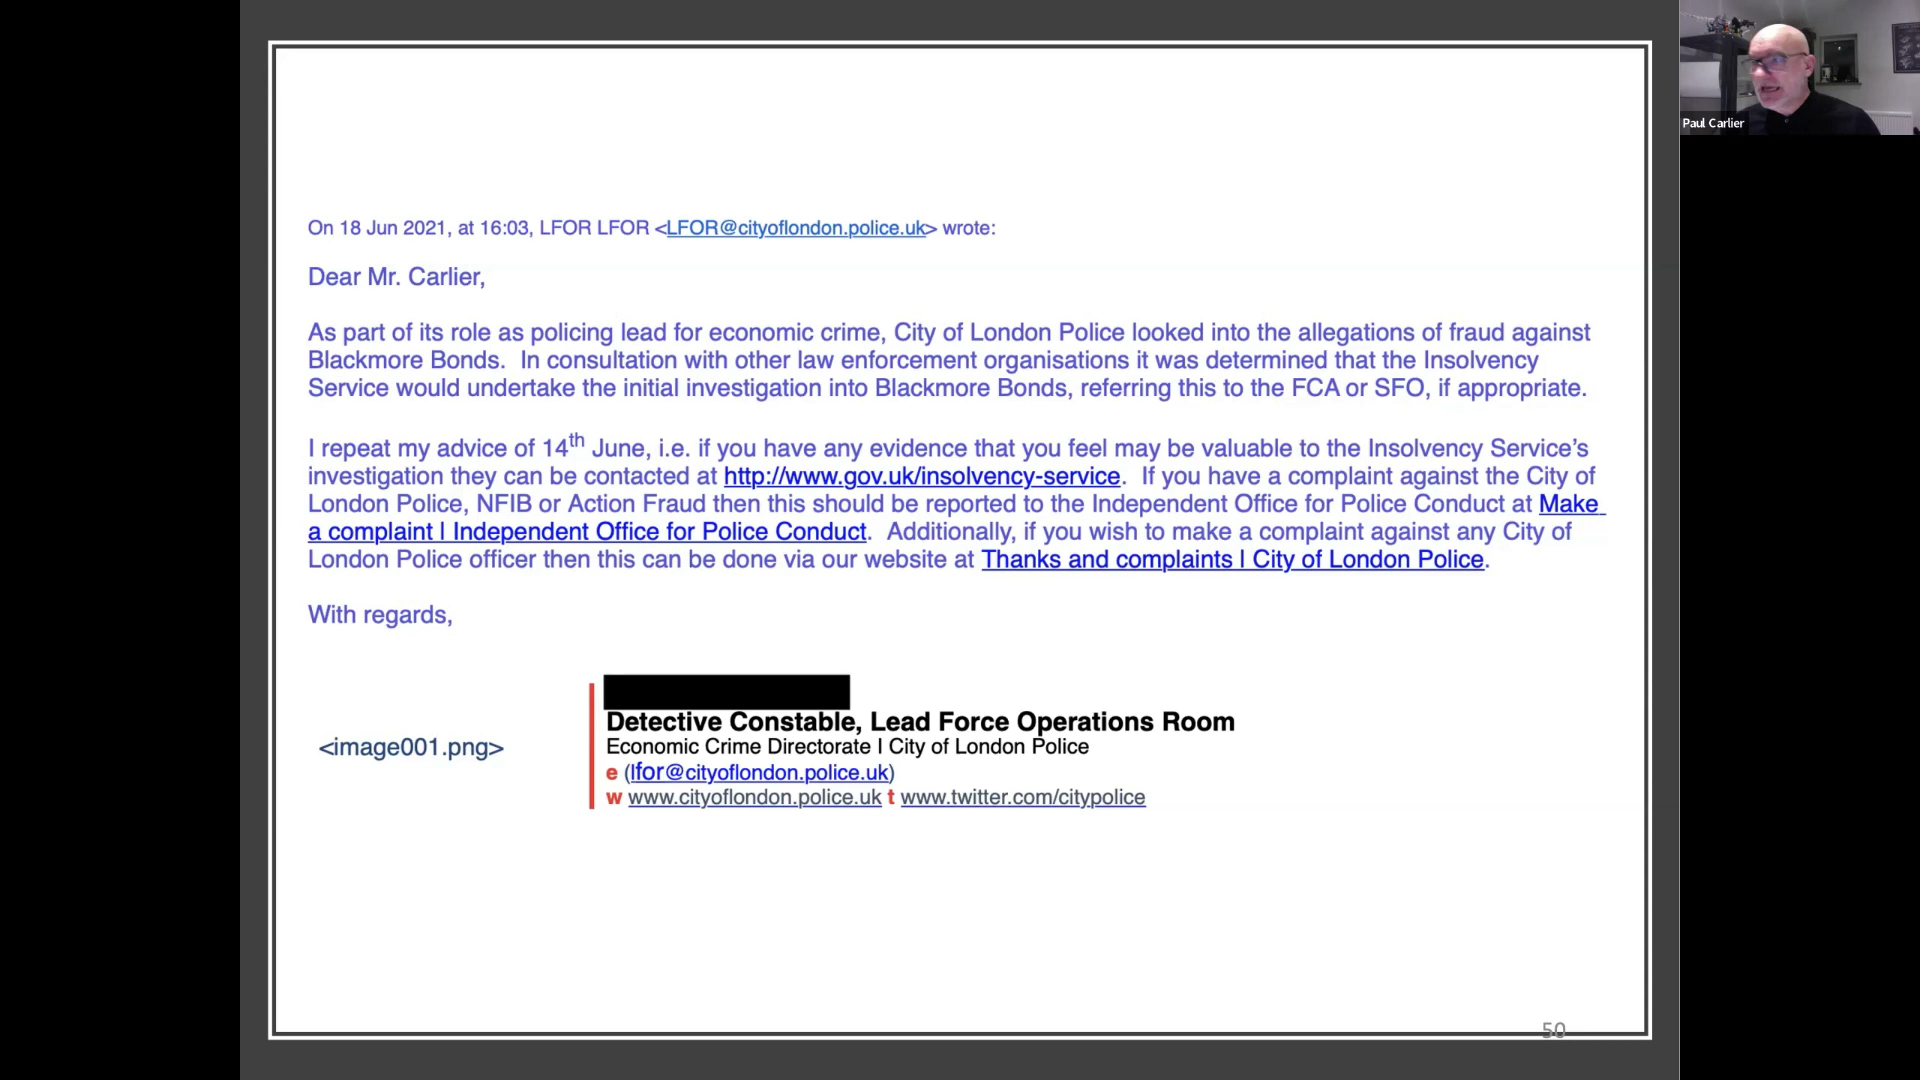 Paul Carlier
On 18 Jun 2021, at 16:03, LFOR LFOR <LFOR@cityoflondon.police.uk> wrote:
Dear Mr. Carlier,
As part of its role as policing lead for economic crime, City of London Police looked into the allegations of fraud against
Blackmore Bonds.  In consultation with other law enforcement organisations it was determined that the Insolvency
Service would undertake the initial investigation into Blackmore Bonds, referring this to the FCA or SFO, if appropriate.
I repeat my advice of 14th June, i.e. if you have any evidence that you feel may be valuable to the Insolvency Service's
investigation they can be contacted at http://www.gov.uk/insolvency-service.  If you have a complaint against the City of
London Police, NFIB or Action Fraud then this should be reported to the Independent Office for Police Conduct at Make
a complaint | Independent Office for Police Conduct.  Additionally, if you wish to make a complaint against any City of
London Police officer then this can be done via our website at Thanks and complaints | City of London Police.
With regards,
<image001.png>
Detective Constable, Lead Force Operations Room
Economic Crime Directorate | City of London Police
e (lfor@cityoflondon.police.uk)
w www.cityoflondon.police.uk t www.twitter.com/citypolice
50